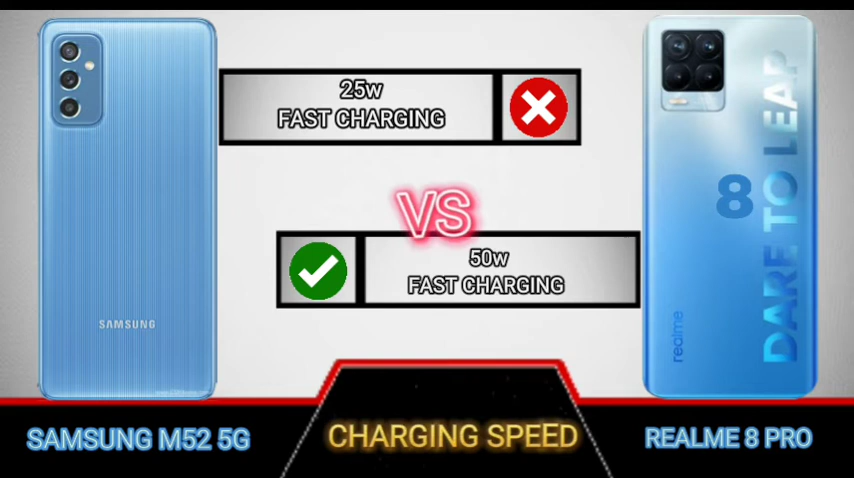 25w
FAST CHARGING
VS
50w
FAST CHARGING
SAMSUNG
8
DARE TO LEAP
realme
SAMSUNG M52 5G
CHARGING SPEED
REALME 8 PRO